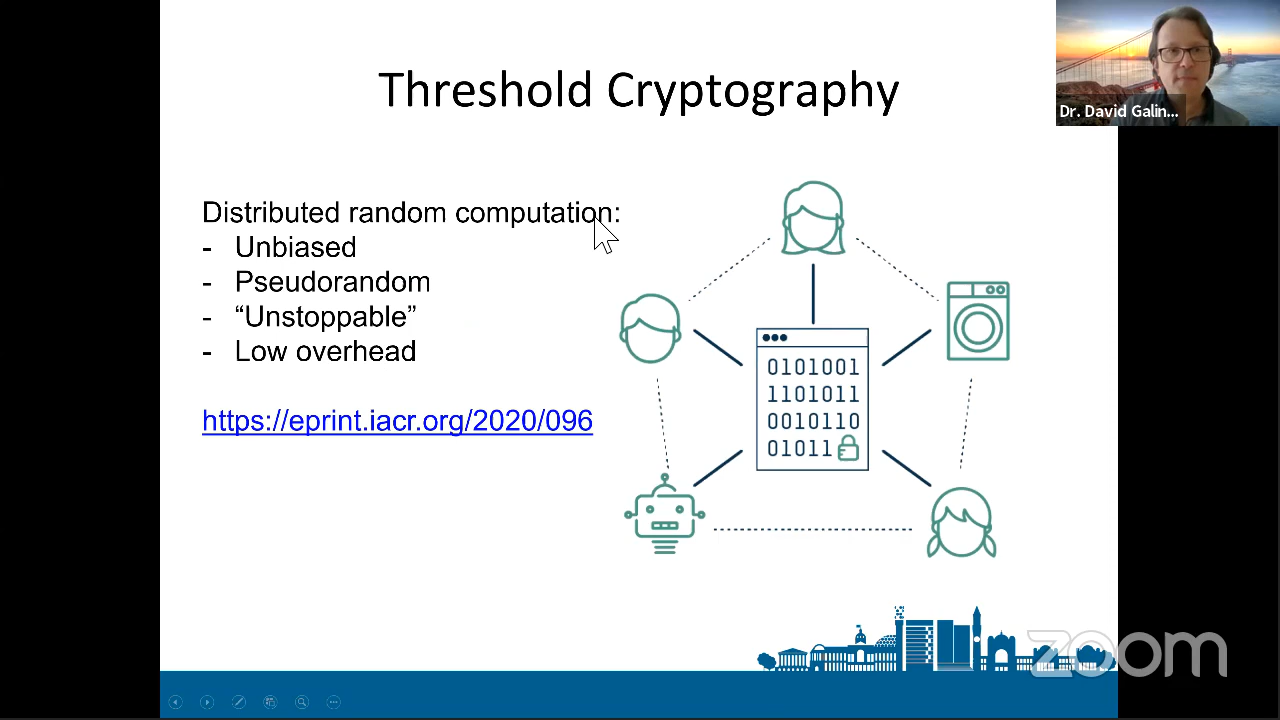 Threshold Cryptography
Dr. David Galin...
Distributed random computation:
- Unbiased
- Pseudorandom
- “Unstoppable”
- Low overhead
https://eprint.iacr.org/2020/096
0101001
1101011
0010110
01011
zoom